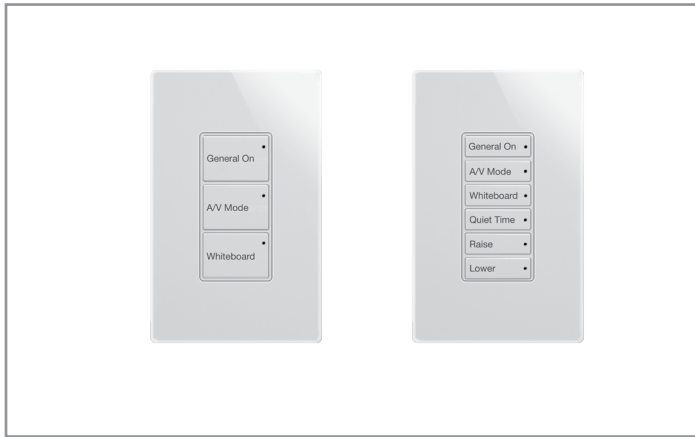 General On
A/V Mode
Whiteboard
General On
A/V Mode
Whiteboard
Quiet Time
Raise
Lower